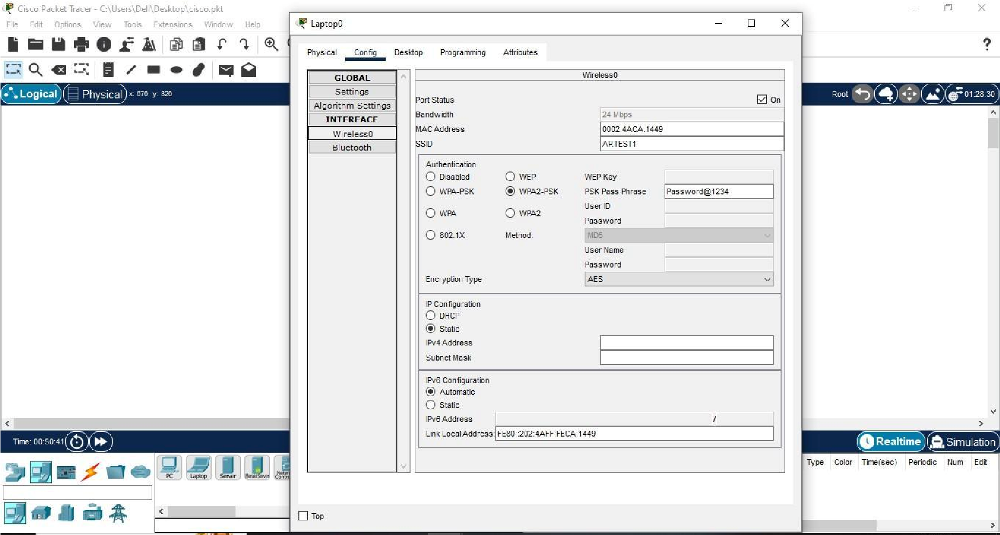 Cisco Packet Tracer - C:\Users\Dell\Desktop\cisco.pkt
File Edit Options View Tools Extensions Window Help
?
Logical Physical x: 676, y: 326
Root 01:28:30
Laptop0
Physical Config Desktop Programming Attributes
GLOBAL
Settings
Algorithm Settings
INTERFACE
Wireless0
Bluetooth
Wireless0
Port Status On
Bandwidth 24 Mbps
MAC Address 0002.4ACA.1449
SSID AP.TEST1
Authentication
Disabled WEP WEP Key
WPA-PSK WPA2-PSK PSK Pass Phrase Password@1234
User ID
WPA WPA2
Password
802.1X Method: MD5
User Name
Password
Encryption Type AES
IP Configuration
DHCP
Static
IPv4 Address
Subnet Mask
IPv6 Configuration
Automatic
Static
IPv6 Address /
Link Local Address: FE80::202:4AFF:FECA:1449
Top
Time: 00:50:41
Realtime Simulation
PC Laptop Server MerakiServer
Type Color Time(sec) Periodic Num Edit